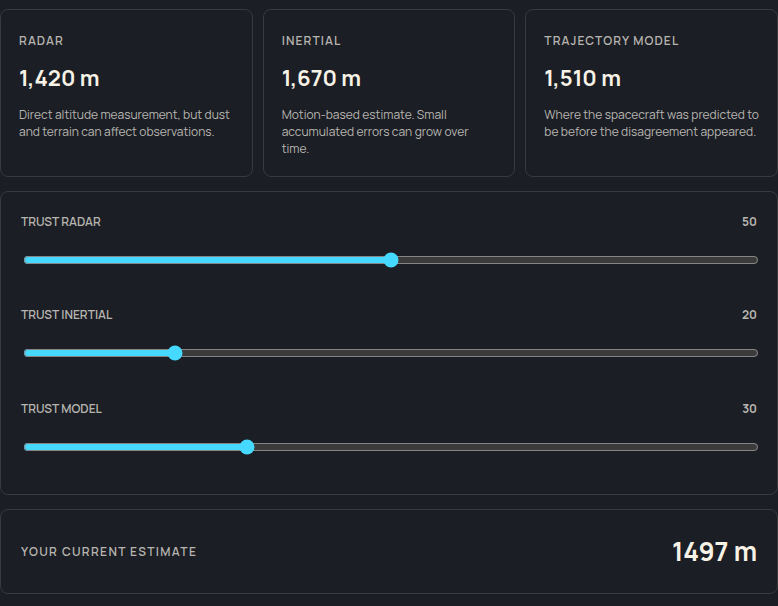 RADAR
1,420 m
Direct altitude measurement, but dust
and terrain can affect observations.
INERTIAL
1,670 m
Motion-based estimate. Small
accumulated errors can grow over
time.
TRAJECTORY MODEL
1,510 m
Where the spacecraft was predicted to
be before the disagreement appeared.
TRUST RADAR 50
TRUST INERTIAL 20
TRUST MODEL 30
YOUR CURRENT ESTIMATE 1497 m